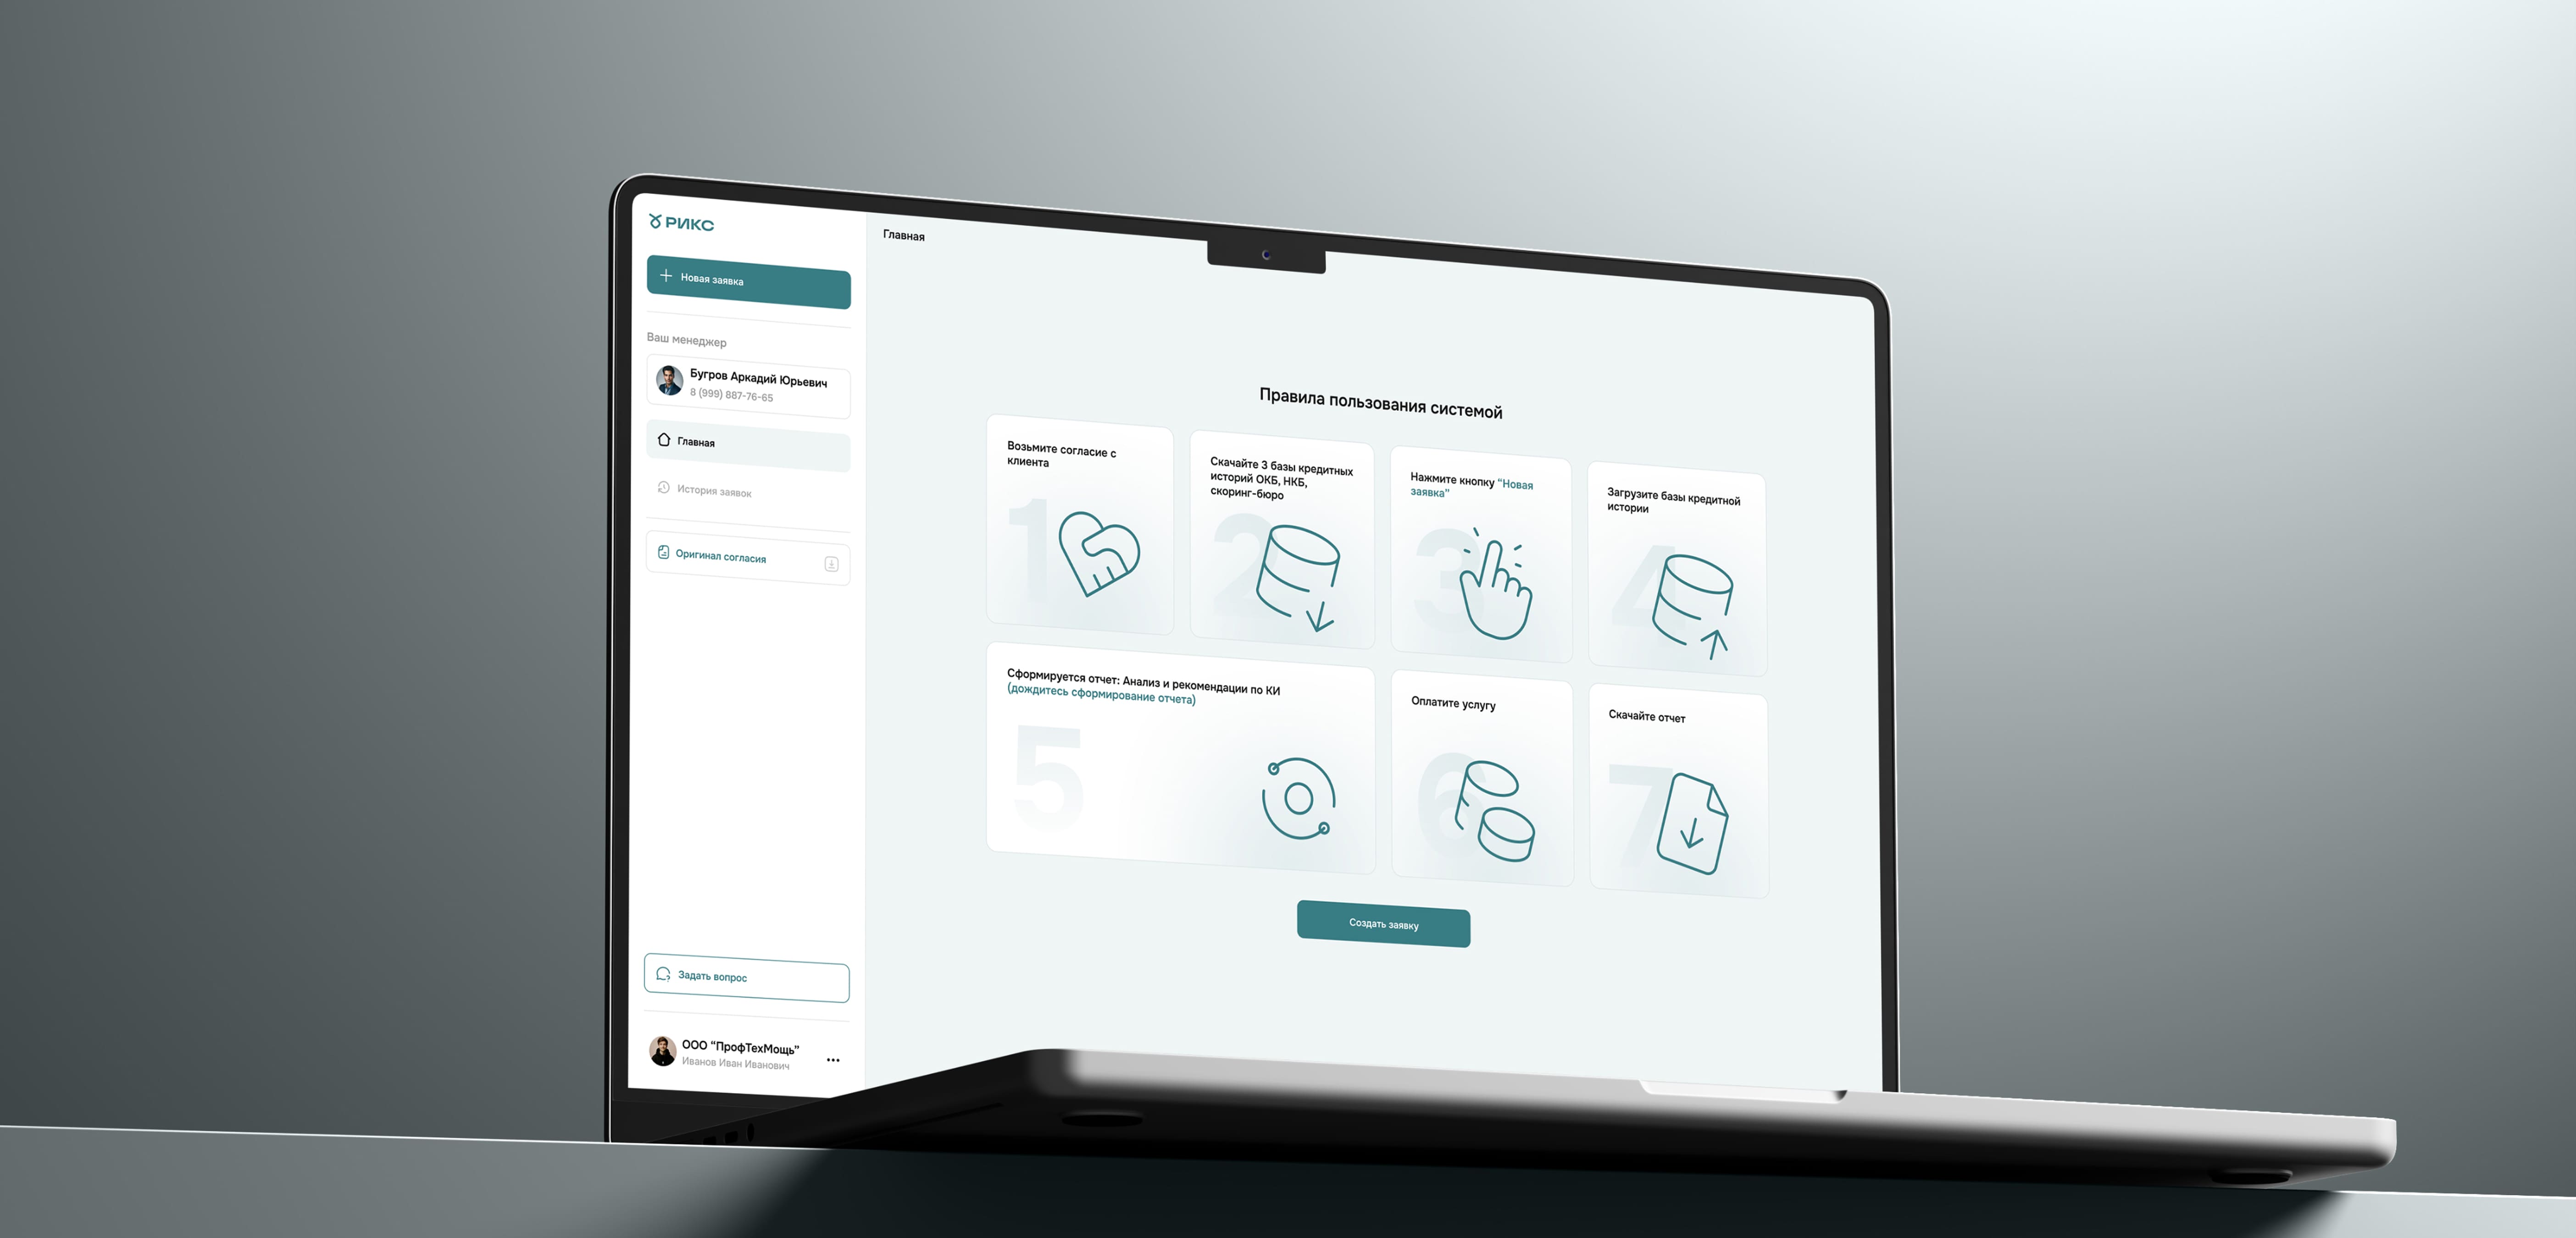 РИКС
Новая заявка
Ваш менеджер
Бугров Аркадий Юрьевич
8 (999) 887-76-65
Главная
История заявок
Оригинал согласия
Задать вопрос
ООО “ПрофТехМощь”
Иванов Иван Иванович
Главная
Правила пользования системой
Возьмите согласие с
клиента
1
Скачайте 3 базы кредитных
историй ОКБ, НКБ,
скоринг-бюро
2
Нажмите кнопку “Новая
заявка”
3
Загрузите базы кредитной
истории
4
Сформируется отчет: Анализ и рекомендации по КИ
(дождитесь сформирование отчета)
5
Оплатите услугу
6
Скачайте отчет
7
Создать заявку